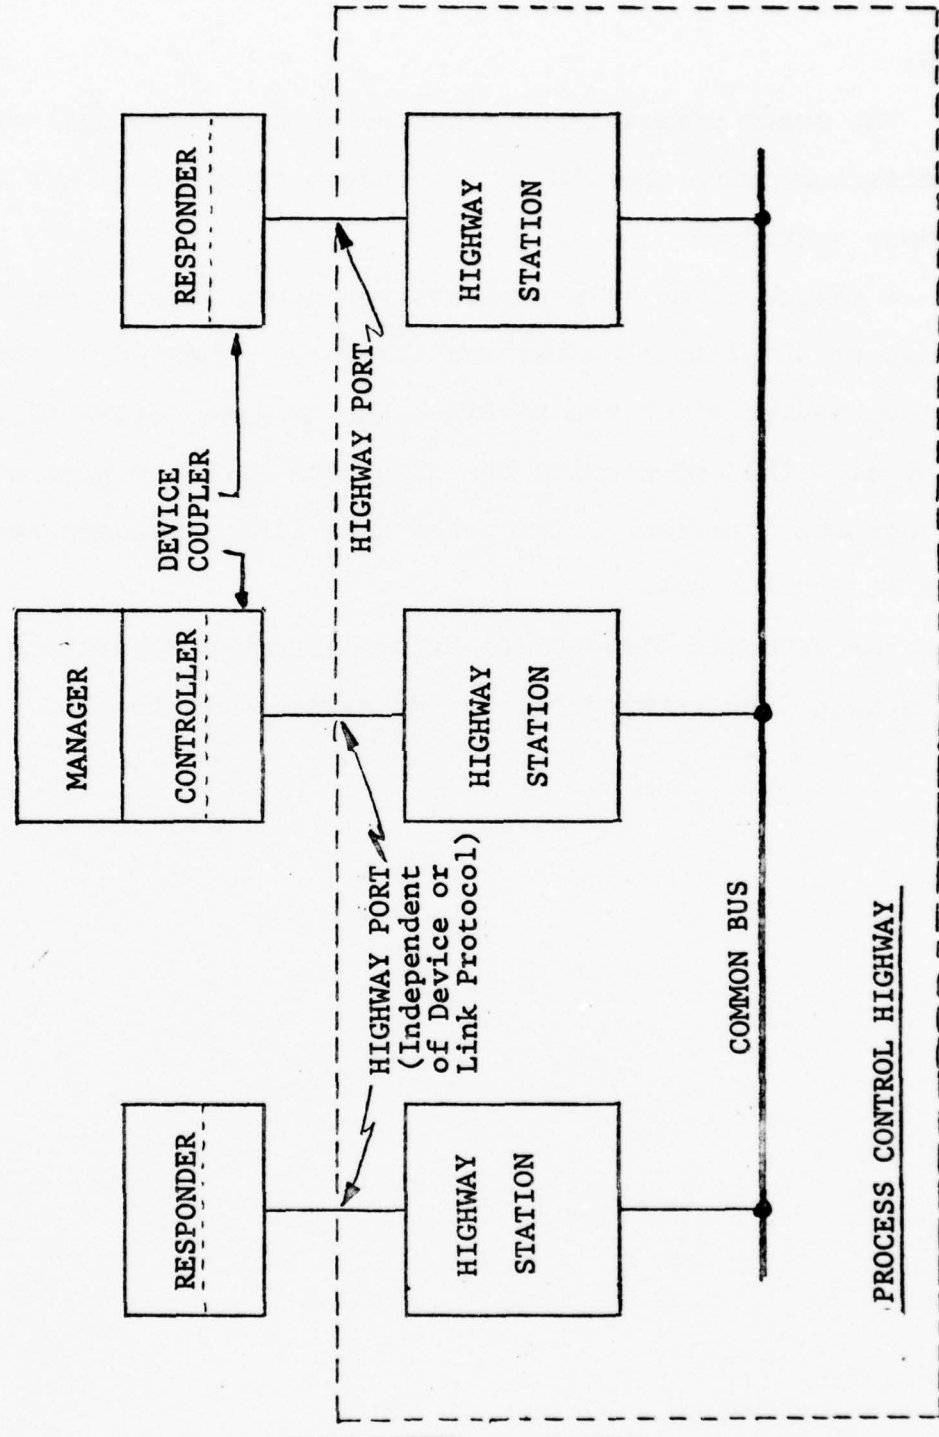 MANAGER
RESPONDER
CONTROLLER
RESPONDER
DEVICE
COUPLER
HIGHWAY PORT
(Independent
of Device or
Link Protocol)
HIGHWAY PORT
HIGHWAY
STATION
HIGHWAY
STATION
HIGHWAY
STATION
COMMON BUS
PROCESS CONTROL HIGHWAY